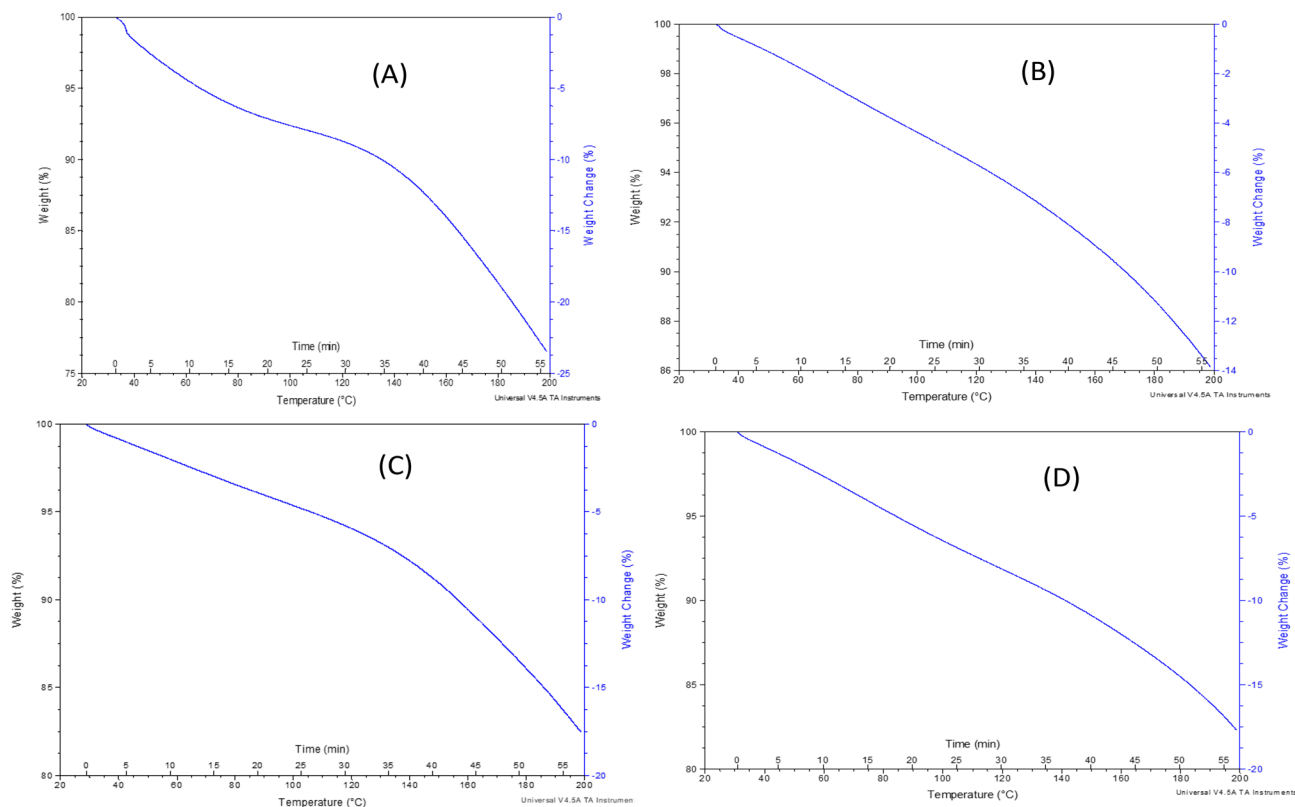 (A)
100
95
90
85
80
75
Weight (%)
0
-5
-10
-15
-20
-25
Weight Change (%)
Time (min)
0 5 10 15 20 25 30 35 40 45 50 55
20 40 60 80 100 120 140 160 180 200
Temperature (°C)
Universal V4.5A TA Instruments
(B)
100
98
96
94
92
90
88
86
Weight (%)
0
-2
-4
-6
-8
-10
-12
-14
Weight Change (%)
Time (min)
0 5 10 15 20 25 30 35 40 45 50 55
20 40 60 80 100 120 140 160 180 200
Temperature (°C)
Universal V4.5A TA Instruments
(C)
100
95
90
85
80
Weight (%)
0
-5
-10
-15
-20
Weight Change (%)
Time (min)
0 5 10 15 20 25 30 35 40 45 50 55
20 40 60 80 100 120 140 160 180 200
Temperature (°C)
Universal V4.5A TA Instrumen
(D)
100
95
90
85
80
Weight (%)
0
-5
-10
-15
-20
Weight Change (%)
Time (min)
0 5 10 15 20 25 30 35 40 45 50 55
20 40 60 80 100 120 140 160 180 200
Temperature (°C)
Universal V4.5A TA Instruments